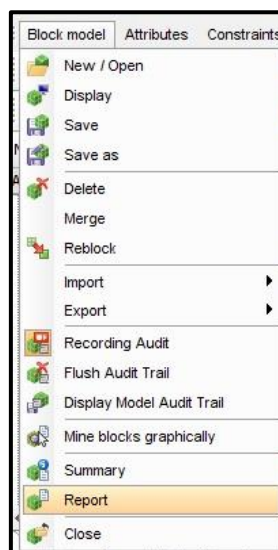 Block model Attributes Constraints
New / Open
Display
Save
Save as
Delete
Merge
Reblock
Import
Export
Recording Audit
Flush Audit Trail
Display Model Audit Trail
Mine blocks graphically
Summary
Report
Close